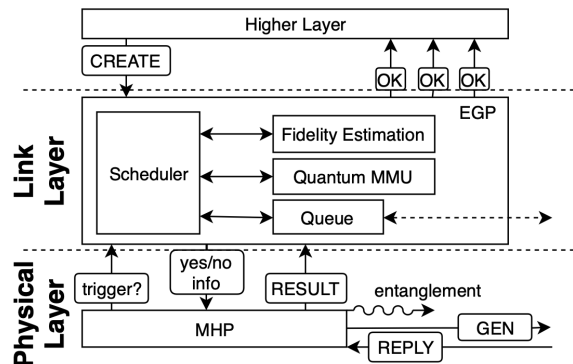 Higher Layer
CREATE
OK OK OK
EGP
Link
Layer
Scheduler
Fidelity Estimation
Quantum MMU
Queue
Physical
Layer
trigger?
yes/no
info
RESULT
entanglement
MHP
GEN
REPLY